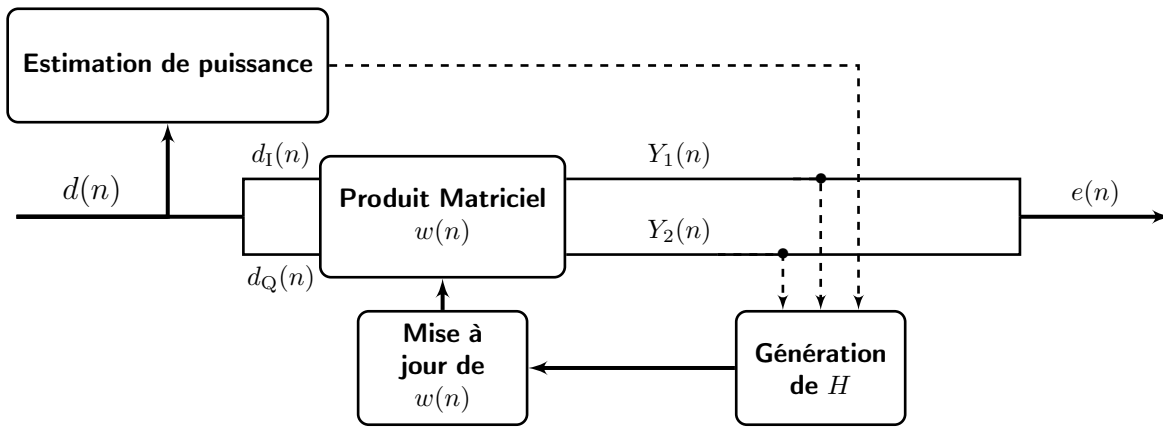 Estimation de puissance
d(n)
d_I(n)
d_Q(n)
Produit Matriciel
w(n)
Y_1(n)
Y_2(n)
e(n)
Mise à
jour de
w(n)
Génération
de H